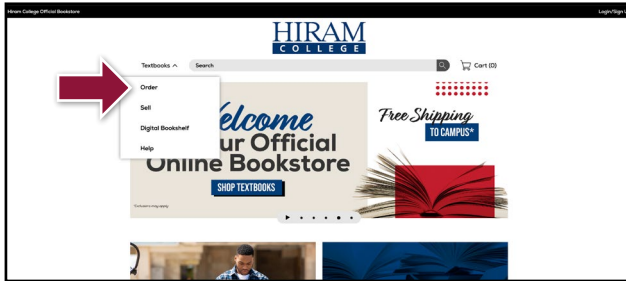 Hiram College Official Bookstore
Login/Sign U
HIRAM
COLLEGE
Textbooks
Search
Cart (0)
Order
Sell
Digital Bookshelf
Help
elcome
ur Official
Online Bookstore
SHOP TEXTBOOKS
Free Shipping
TO CAMPUS*